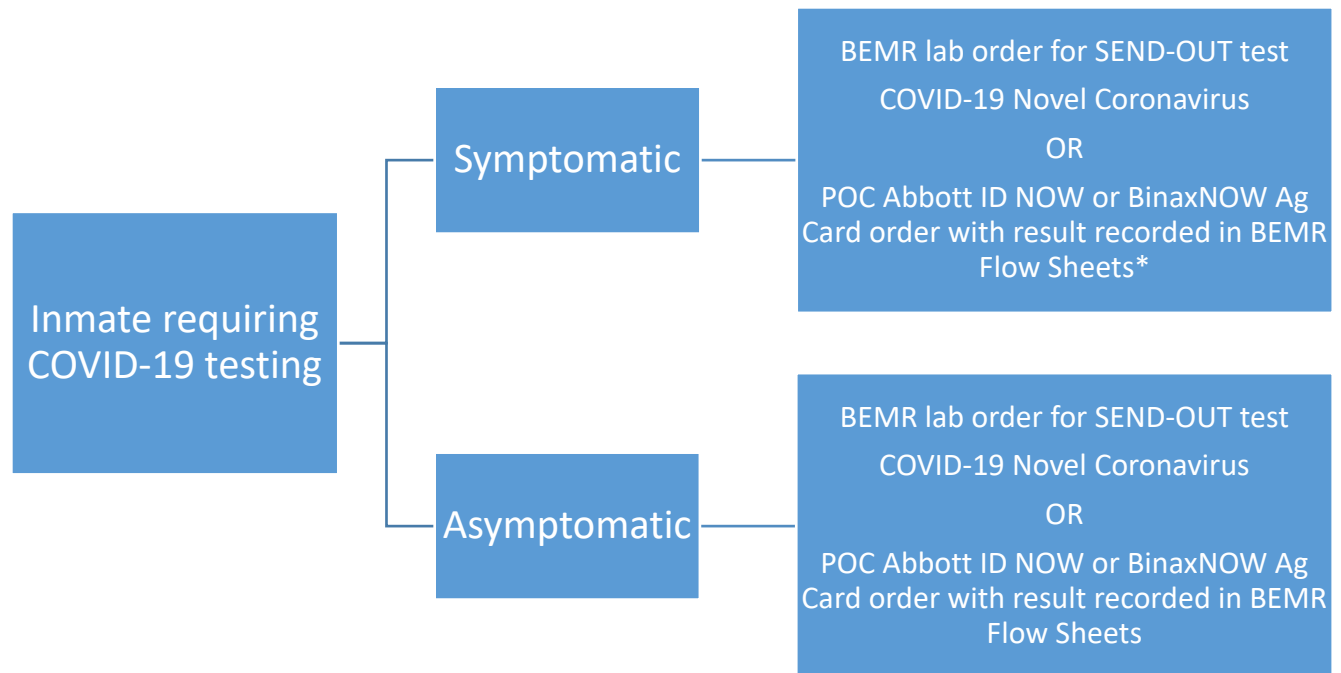 Inmate requiring
COVID-19 testing
Symptomatic
BEMR lab order for SEND-OUT test
COVID-19 Novel Coronavirus
OR
POC Abbott ID NOW or BinaxNOW Ag
Card order with result recorded in BEMR
Flow Sheets*
Asymptomatic
BEMR lab order for SEND-OUT test
COVID-19 Novel Coronavirus
OR
POC Abbott ID NOW or BinaxNOW Ag
Card order with result recorded in BEMR
Flow Sheets